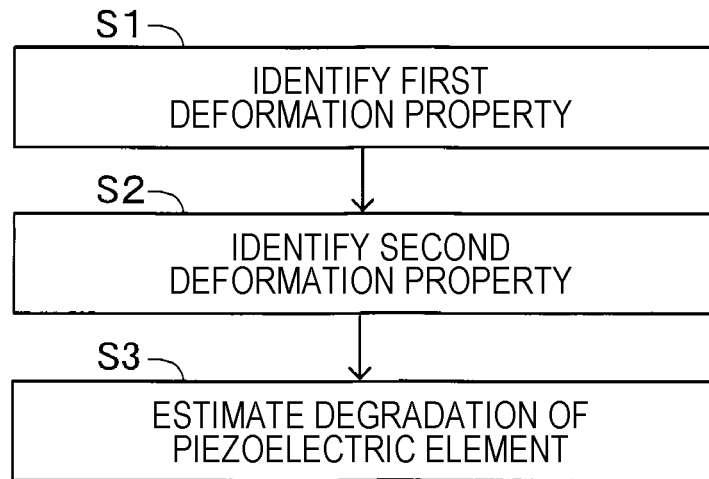 S1
IDENTIFY FIRST
DEFORMATION PROPERTY
S2
IDENTIFY SECOND
DEFORMATION PROPERTY
S3
ESTIMATE DEGRADATION OF
PIEZOELECTRIC ELEMENT